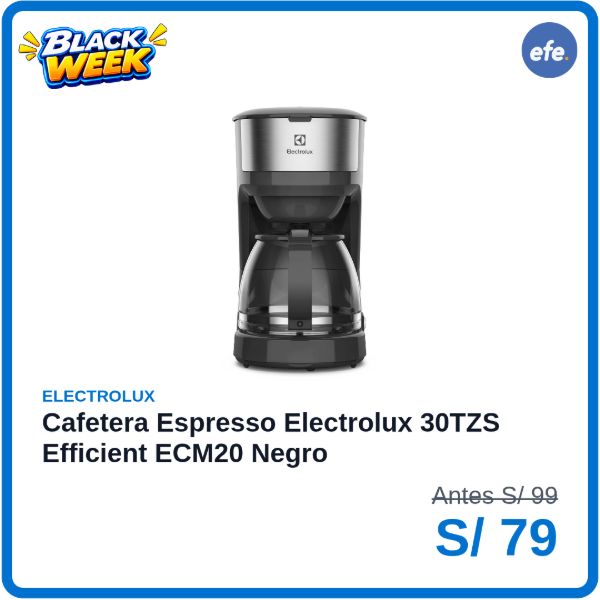 BLACK
WEEK
efe.
Electrolux
ELECTROLUX
Cafetera Espresso Electrolux 30TZS
Efficient ECM20 Negro
Antes S/ 99
S/ 79